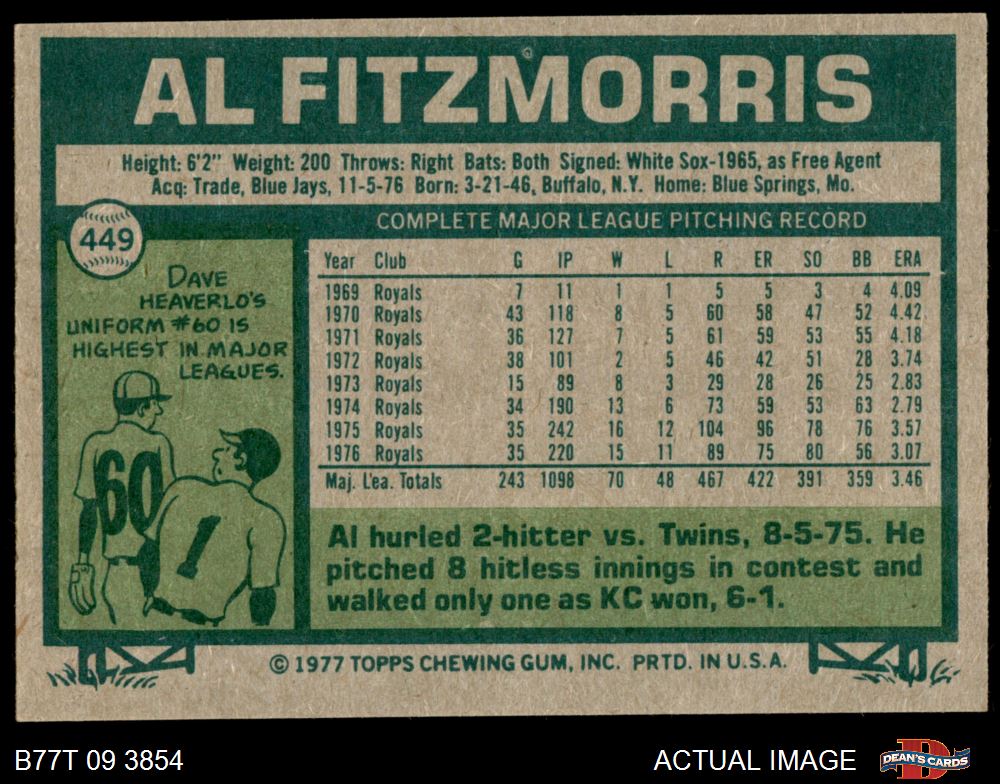 AL FITZMORRIS
Height: 6'2" Weight: 200 Throws: Right Bats: Both Signed: White Sox-1965, as Free Agent
Acq: Trade, Blue Jays, 11-5-76 Born: 3-21-46, Buffalo, N.Y. Home: Blue Springs, Mo.
449
DAVE
HEAVERLO'S
UNIFORM #60 IS
HIGHEST IN MAJOR
LEAGUES.
60
1
COMPLETE MAJOR LEAGUE PITCHING RECORD
Year Club G IP W L R ER SO BB ERA
1969 Royals 7 11 1 1 5 5 3 4 4.09
1970 Royals 43 118 8 5 60 58 47 52 4.42
1971 Royals 36 127 7 5 61 59 53 55 4.18
1972 Royals 38 101 2 5 46 42 51 28 3.74
1973 Royals 15 89 8 3 29 28 26 25 2.83
1974 Royals 34 190 13 6 73 59 53 63 2.79
1975 Royals 35 242 16 12 104 96 78 76 3.57
1976 Royals 35 220 15 11 89 75 80 56 3.07
Maj. Lea. Totals 243 1098 70 48 467 422 391 359 3.46
Al hurled 2-hitter vs. Twins, 8-5-75. He
pitched 8 hitless innings in contest and
walked only one as KC won, 6-1.
© 1977 TOPPS CHEWING GUM, INC. PRTD. IN U.S.A.
B77T 09 3854
ACTUAL IMAGE
D
DEAN'S CARDS